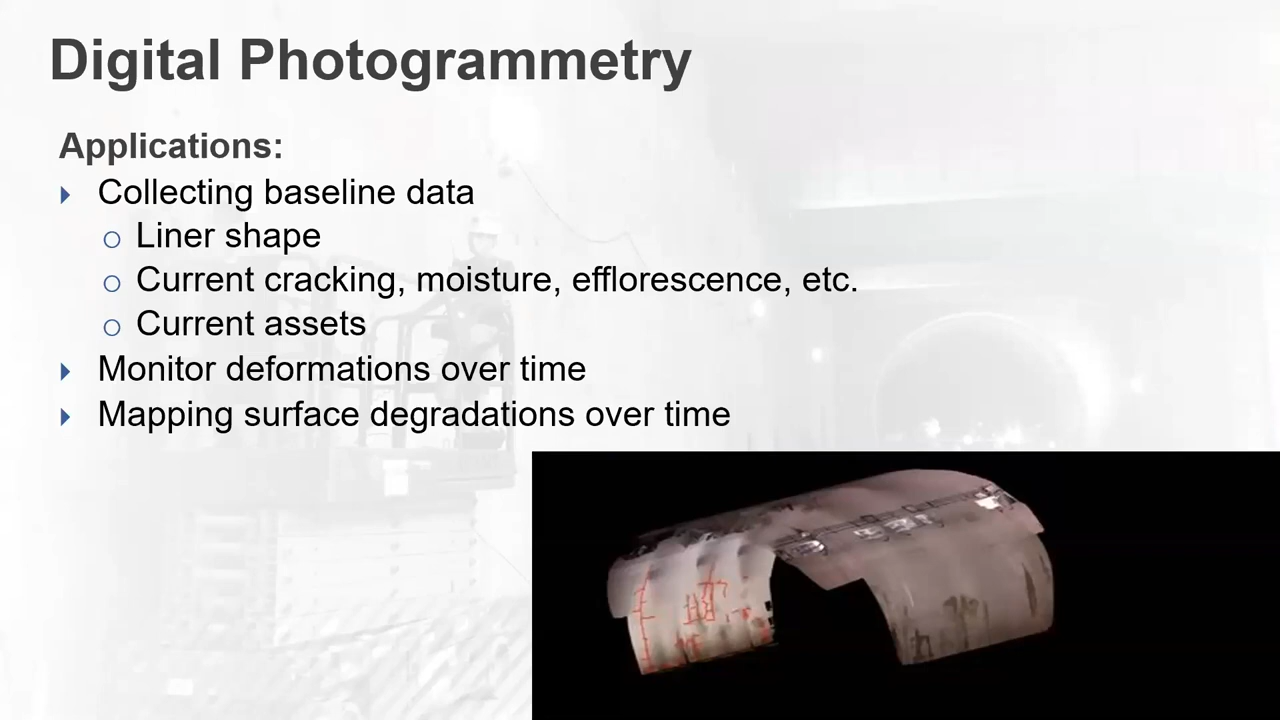 Digital Photogrammetry
Applications:
Collecting baseline data
Liner shape
Current cracking, moisture, efflorescence, etc.
Current assets
Monitor deformations over time
Mapping surface degradations over time